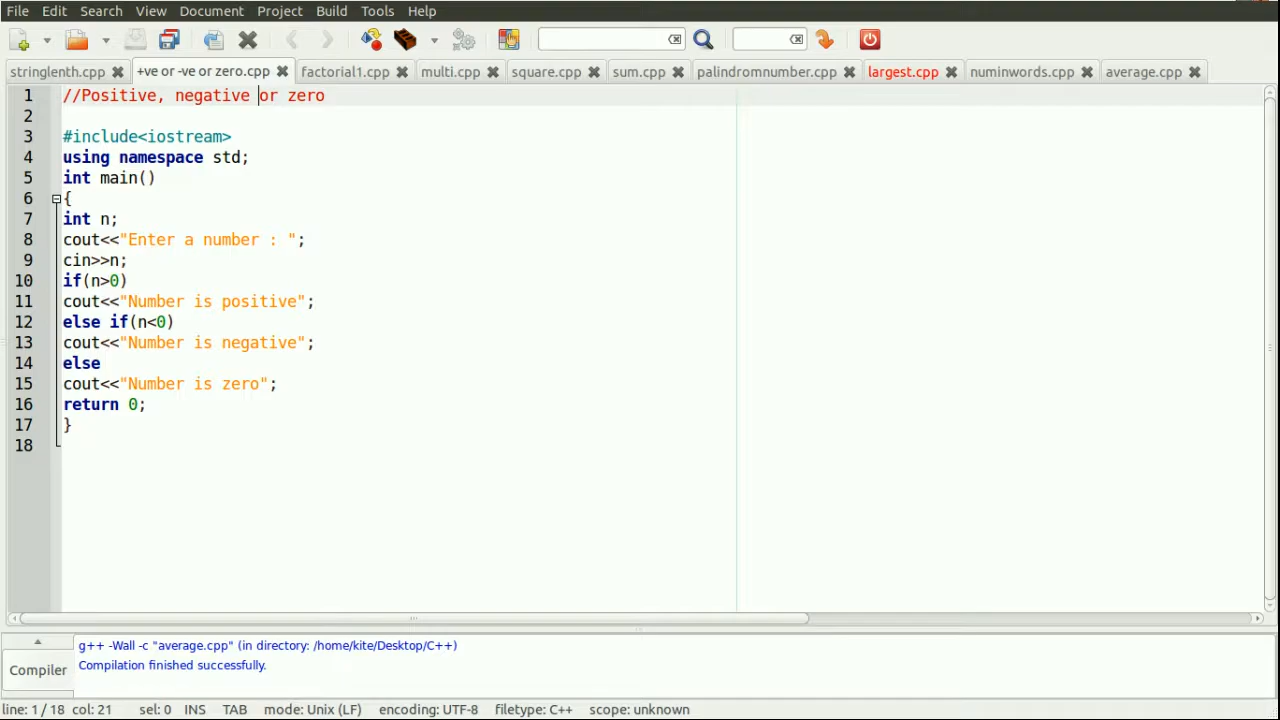 File Edit Search View Document Project Build Tools Help
stringlenth.cpp +ve or -ve or zero.cpp factorial1.cpp multi.cpp square.cpp sum.cpp palindromnumber.cpp largest.cpp numinwords.cpp average.cpp
1 //Positive, negative or zero
2
3 #include<iostream>
4 using namespace std;
5 int main()
6 {
7 int n;
8 cout<<"Enter a number : ";
9 cin>>n;
10 if(n>0)
11 cout<<"Number is positive";
12 else if(n<0)
13 cout<<"Number is negative";
14 else
15 cout<<"Number is zero";
16 return 0;
17 }
18
g++ -Wall -c "average.cpp" (in directory: /home/kite/Desktop/C++)
Compiler Compilation finished successfully.
line: 1 / 18 col: 21 sel: 0 INS TAB mode: Unix (LF) encoding: UTF-8 filetype: C++ scope: unknown